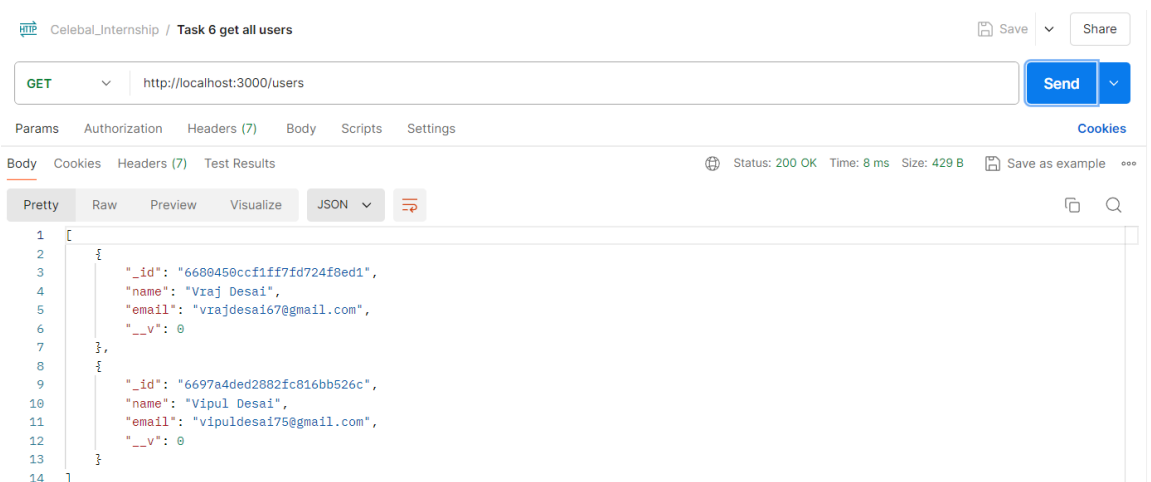 HTTP Celebal_Internship / Task 6 get all users Save Share
GET http://localhost:3000/users Send
Params Authorization Headers (7) Body Scripts Settings Cookies
Body Cookies Headers (7) Test Results Status: 200 OK Time: 8 ms Size: 429 B Save as example
Pretty Raw Preview Visualize JSON
1 [
2 {
3 "_id": "6680450ccf1ff7fd724f8ed1",
4 "name": "Vraj Desai",
5 "email": "vrajdesai67@gmail.com",
6 "__v": 0
7 },
8 {
9 "_id": "6697a4ded2882fc816bb526c",
10 "name": "Vipul Desai",
11 "email": "vipuldesai75@gmail.com",
12 "__v": 0
13 }
14 ]